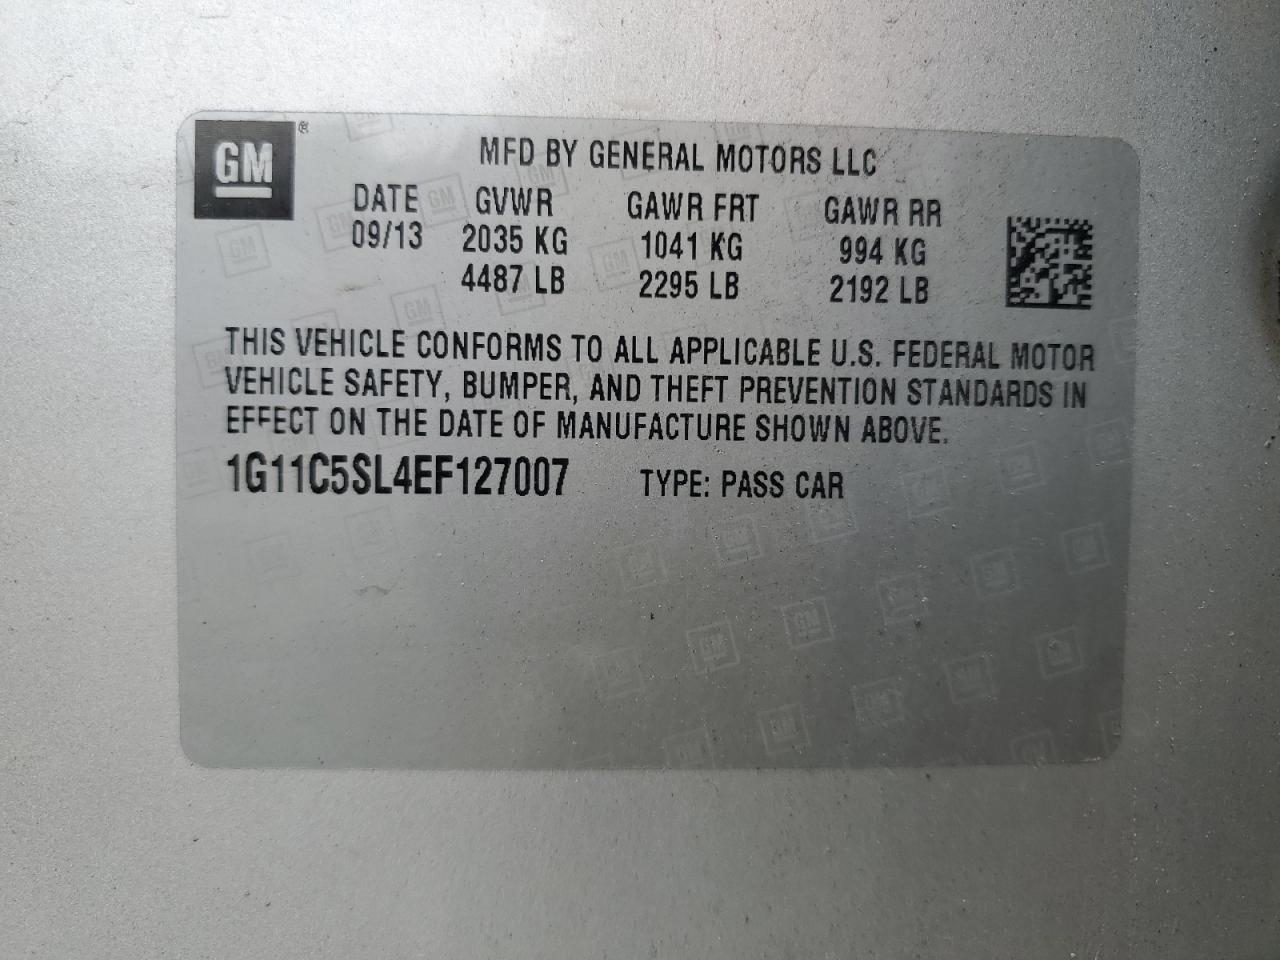 GM ®
MFD BY GENERAL MOTORS LLC
DATE GVWR GAWR FRT GAWR RR
09/13 2035 KG 1041 KG 994 KG
4487 LB 2295 LB 2192 LB
THIS VEHICLE CONFORMS TO ALL APPLICABLE U.S. FEDERAL MOTOR
VEHICLE SAFETY, BUMPER, AND THEFT PREVENTION STANDARDS IN
EFFECT ON THE DATE OF MANUFACTURE SHOWN ABOVE.
1G11C5SL4EF127007 TYPE: PASS CAR